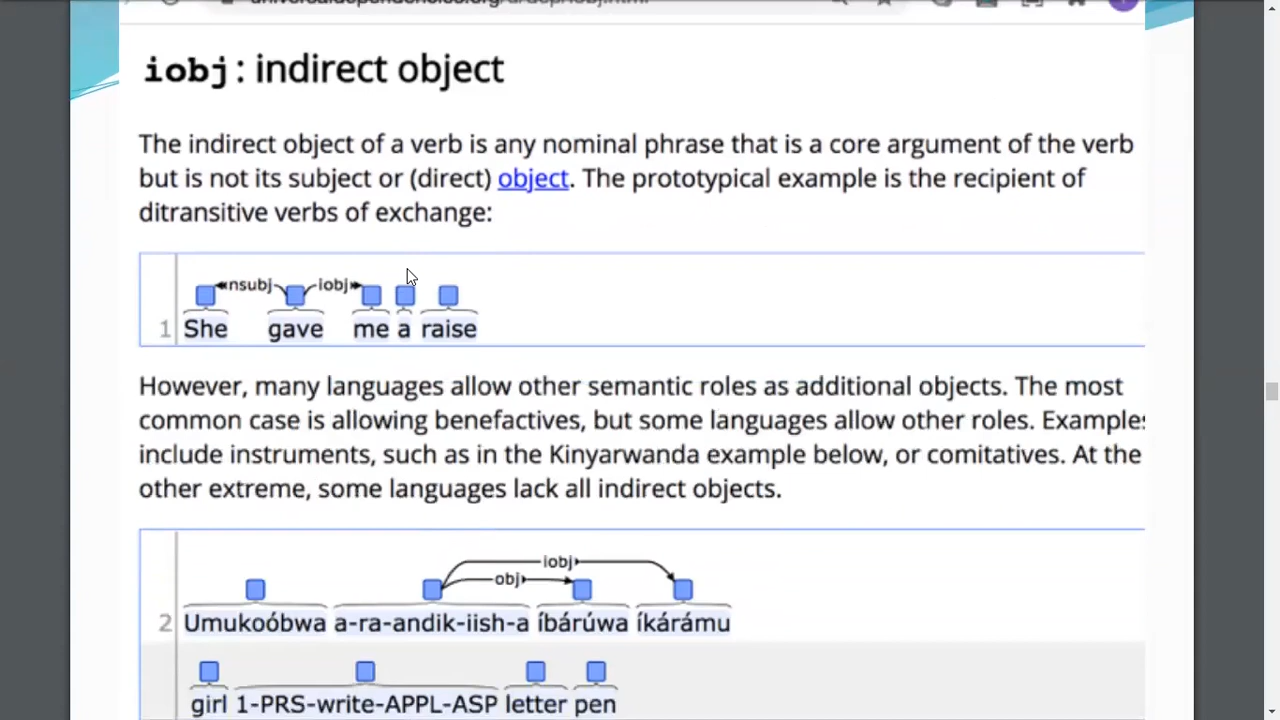 iobj: indirect object
The indirect object of a verb is any nominal phrase that is a core argument of the verb
but is not its subject or (direct) object. The prototypical example is the recipient of
ditransitive verbs of exchange:
nsubj iobj
1 She gave me a raise
However, many languages allow other semantic roles as additional objects. The most
common case is allowing benefactives, but some languages allow other roles. Examples
include instruments, such as in the Kinyarwanda example below, or comitatives. At the
other extreme, some languages lack all indirect objects.
iobj
obj
2 Umukoóbwa a-ra-andik-iish-a íbárúwa íkárámu
girl 1-PRS-write-APPL-ASP letter pen